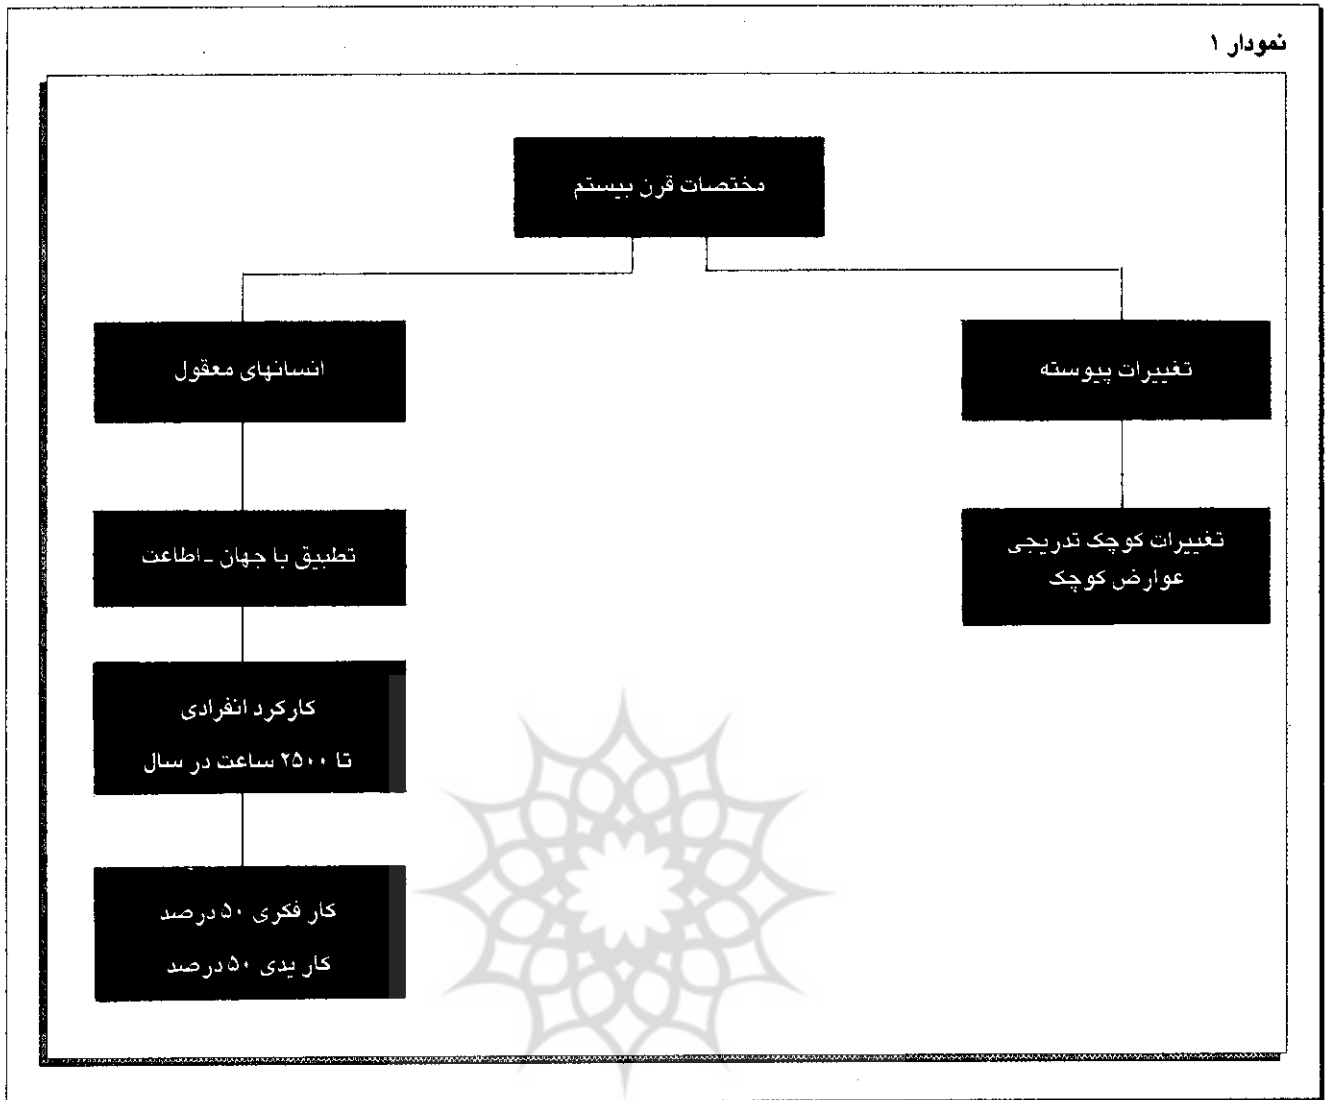 نمودار ۱
مختصات قرن بیستم
تغییرات پیوسته
تغییرات کوچک تدریجی
عوارض کوچک
انسانهای معقول
تطبیق با جهان ـ اطاعت
کارکرد انفرادی
تا ۲۵۰۰ ساعت در سال
کار فکری ۵۰ درصد
کار یدی ۵۰ درصد